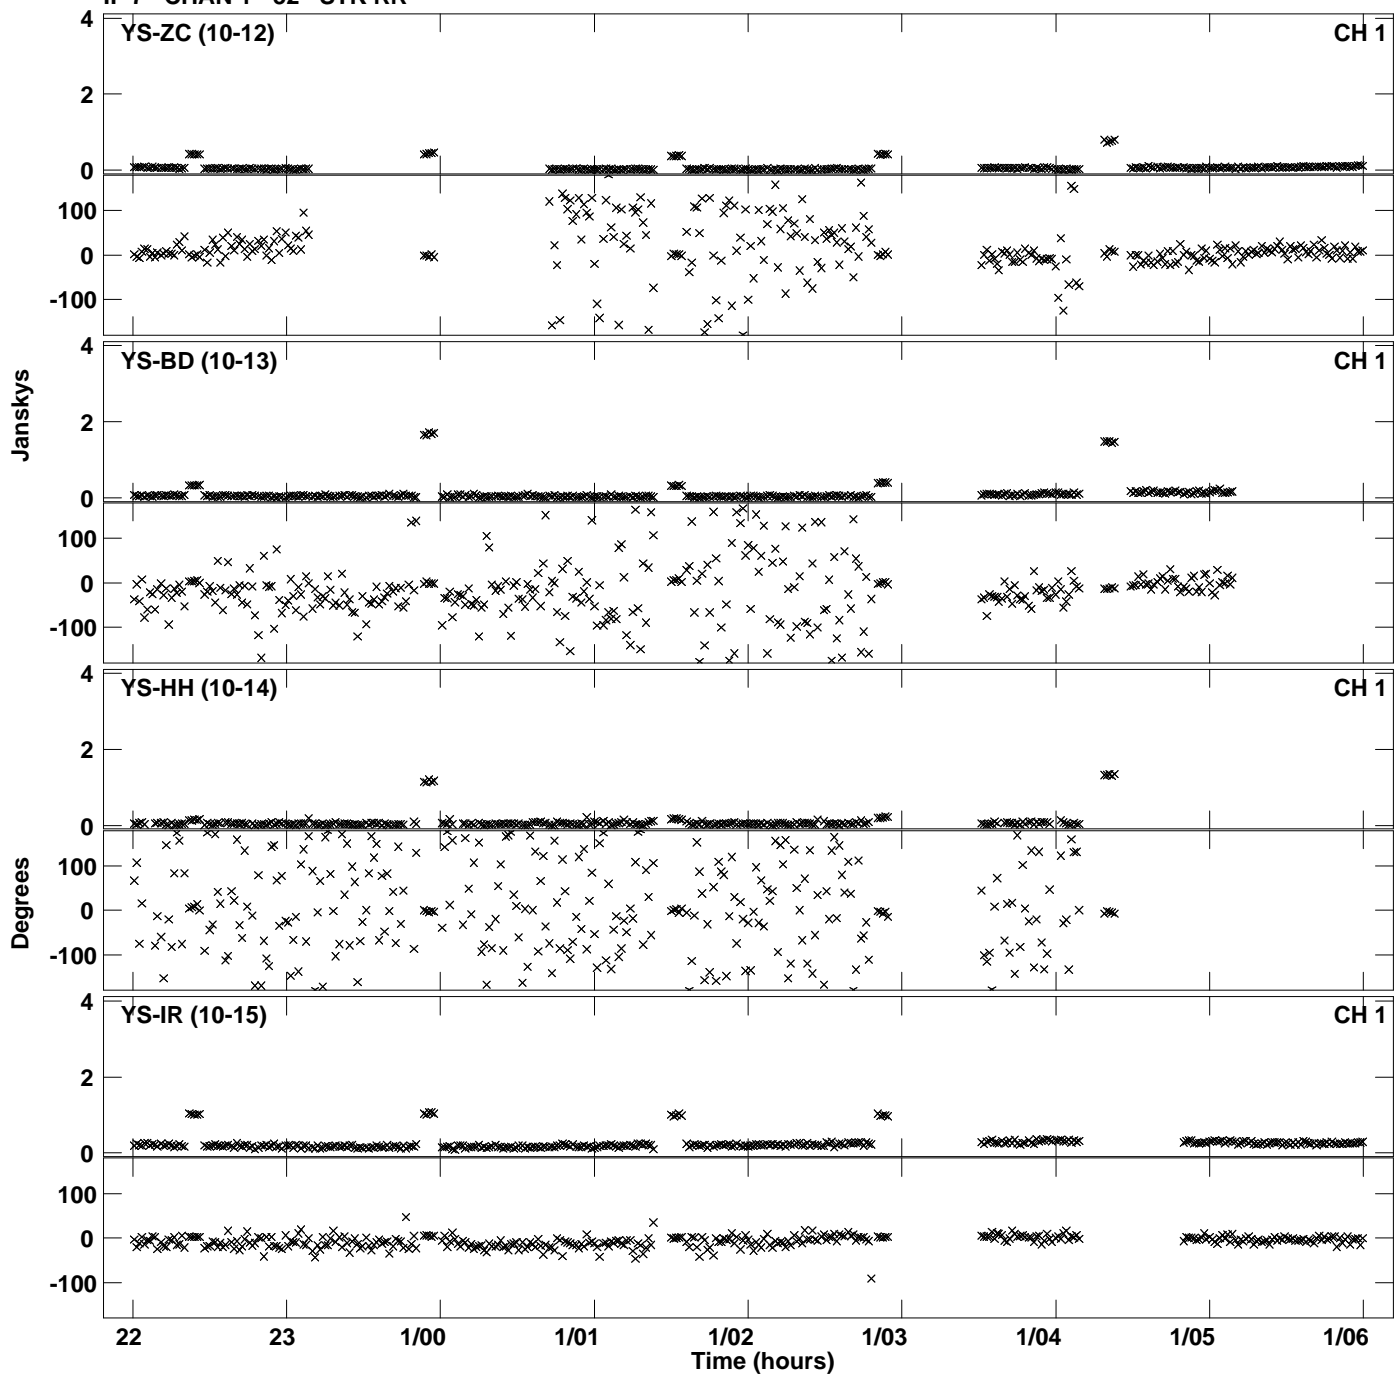 4
YS-ZC (10-12)
CH 1
2
0
100
0
-100
4
YS-BD (10-13)
CH 1
2
0
100
0
-100
Janskys
4
YS-HH (10-14)
CH 1
2
0
100
0
-100
Degrees
4
YS-IR (10-15)
CH 1
2
0
100
0
-100
22 23 1/00 1/01 1/02 1/03 1/04 1/05 1/06
Time (hours)